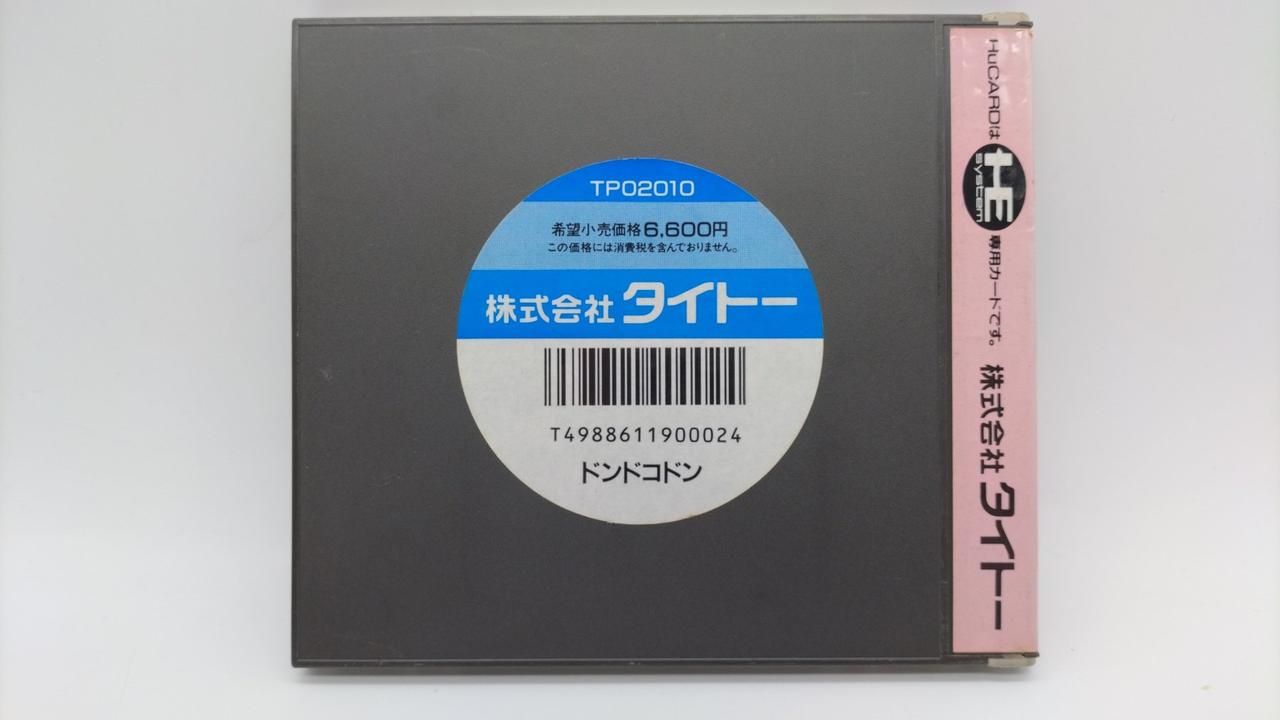 TP02010
希望小売価格6,600円
この価格には消費税を含んでおりません。
株式会社タイトー
T4988611900024
ドンドコドン
HuCARDは HE system 専用カードです。 株式会社タイトー